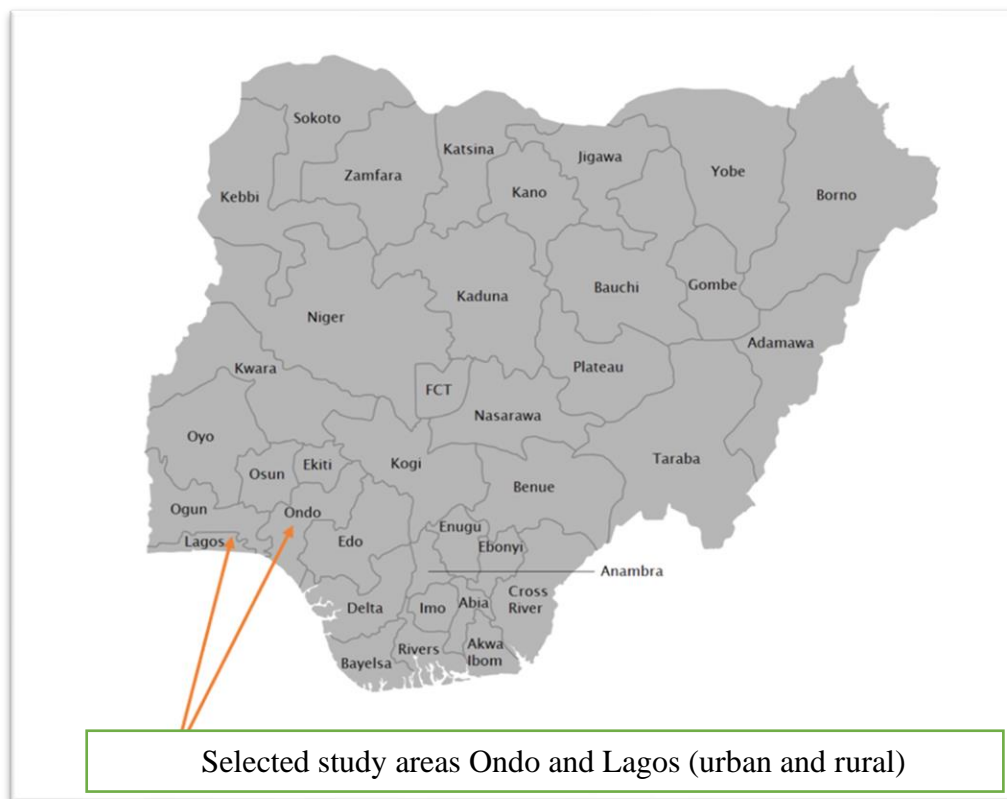 Sokoto
Katsina
Jigawa
Zamfara
Yobe
Kano
Borno
Kebbi
Bauchi
Gombe
Kaduna
Niger
Adamawa
Plateau
Kwara
FCT
Nasarawa
Oyo
Taraba
Kogi
Ekiti
Osun
Benue
Ogun
Ondo
Enugu
Lagos
Edo
Ebonyi
Anambra
Cross
River
Abia
Delta
Imo
Akwa
Ibom
Rivers
Bayelsa
Selected study areas Ondo and Lagos (urban and rural)